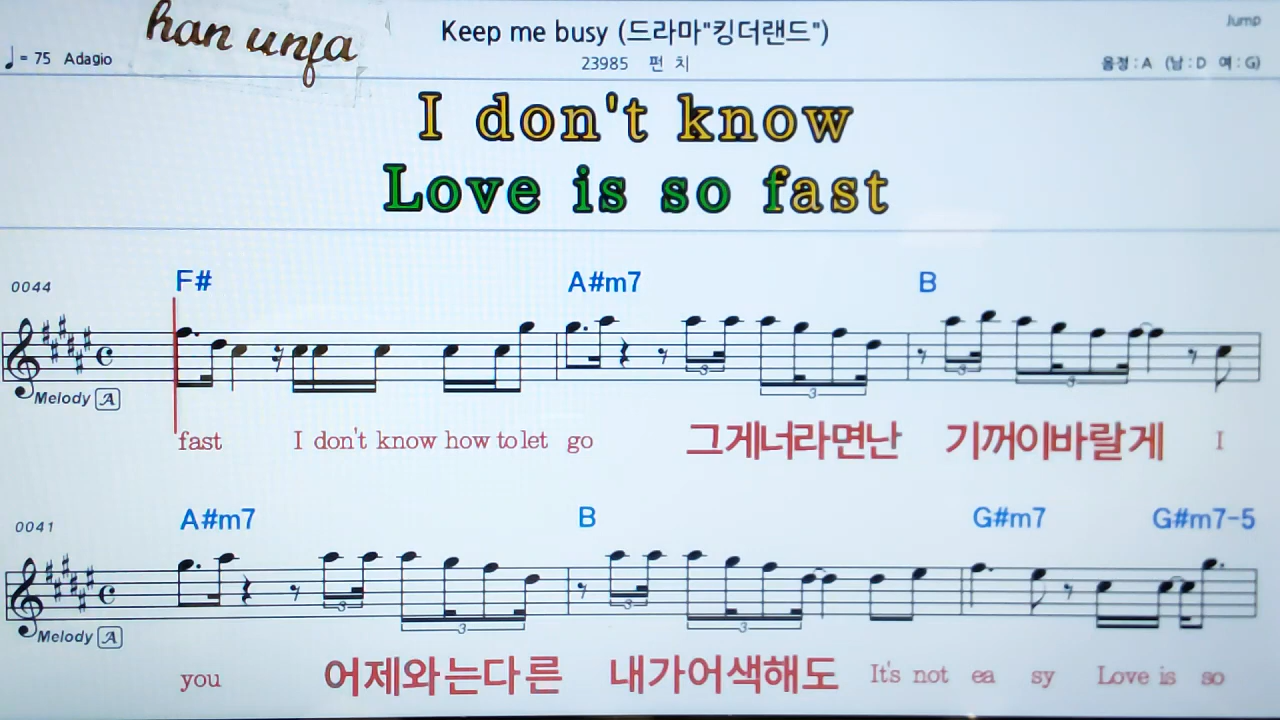 han unja
Keep me busy (드라마"킹더랜드")
Jump
♩= 75 Adagio
23985 펀 치
음정 : A (남 : D 여 : G)
I don't know
Love is so fast
0044
F# A#m7 B
Melody A
fast I don't know how to let go 그게너라면난 기꺼이바랄게 I
0041
A#m7 B G#m7 G#m7-5
Melody A
you 어제와는다른 내가어색해도 It's not ea sy Love is so